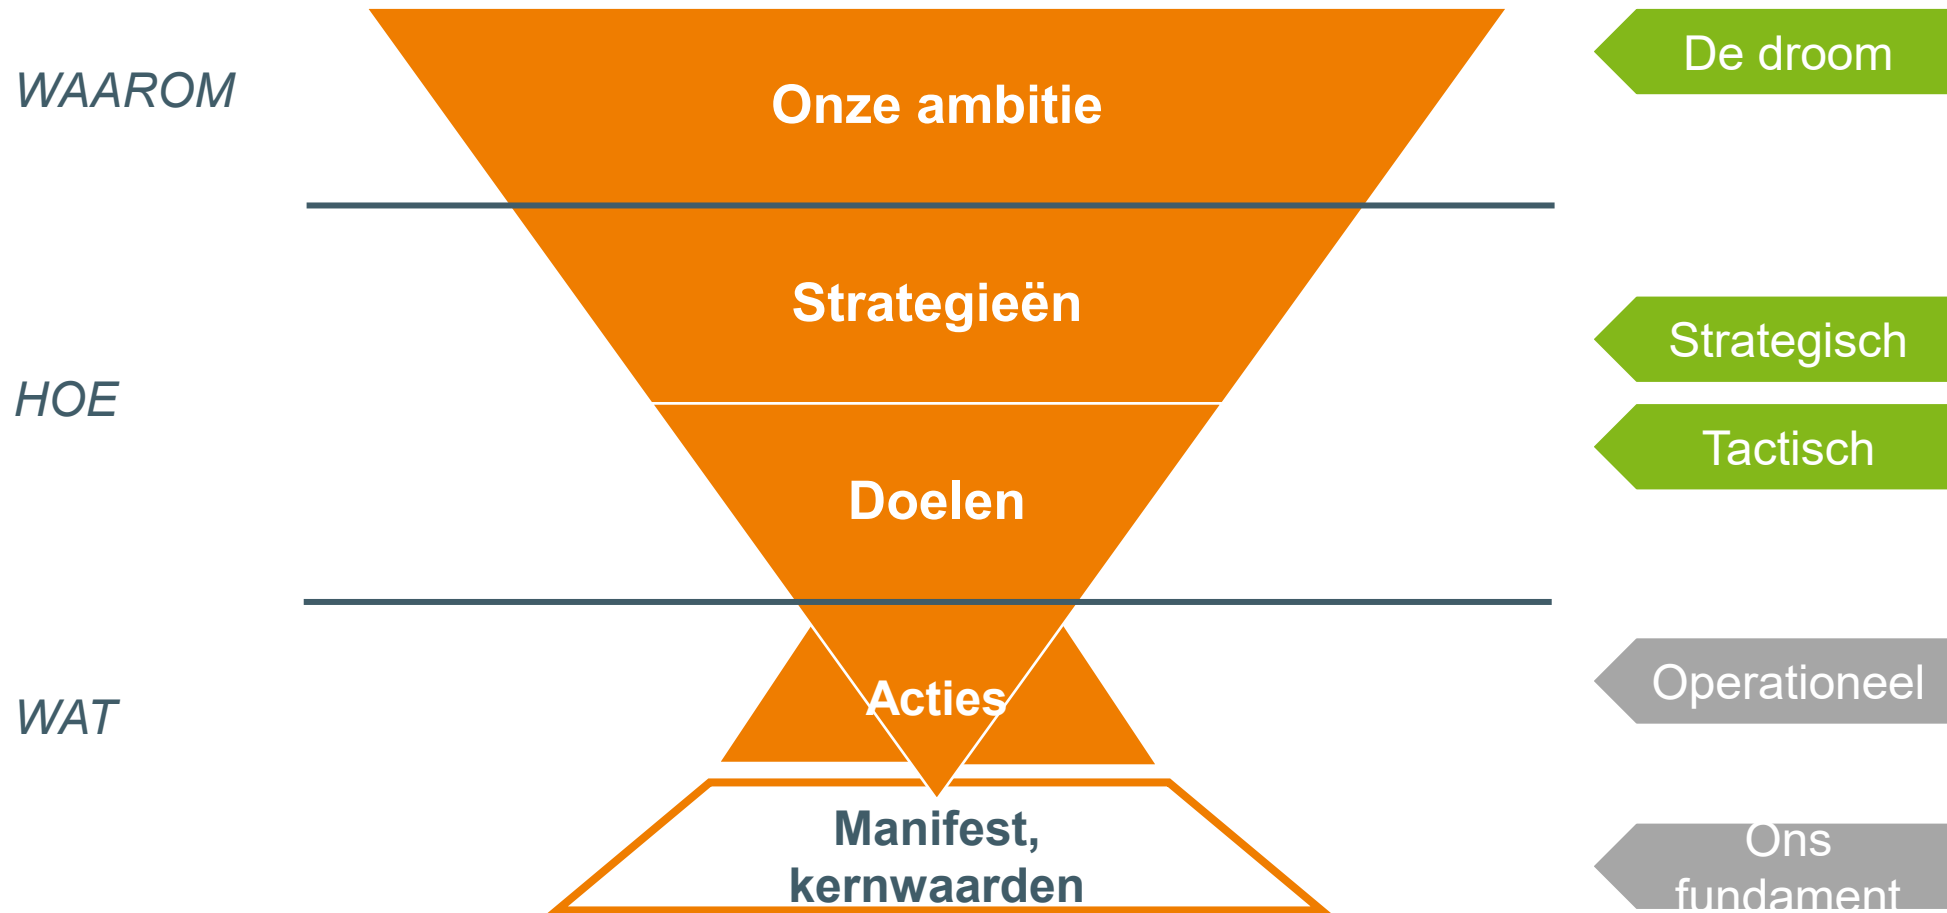 WAAROM
Onze ambitie
De droom
HOE
Strategieën
Strategisch
Doelen
Tactisch
WAT
Acties
Operationeel
Manifest,
kernwaarden
Ons
fundament